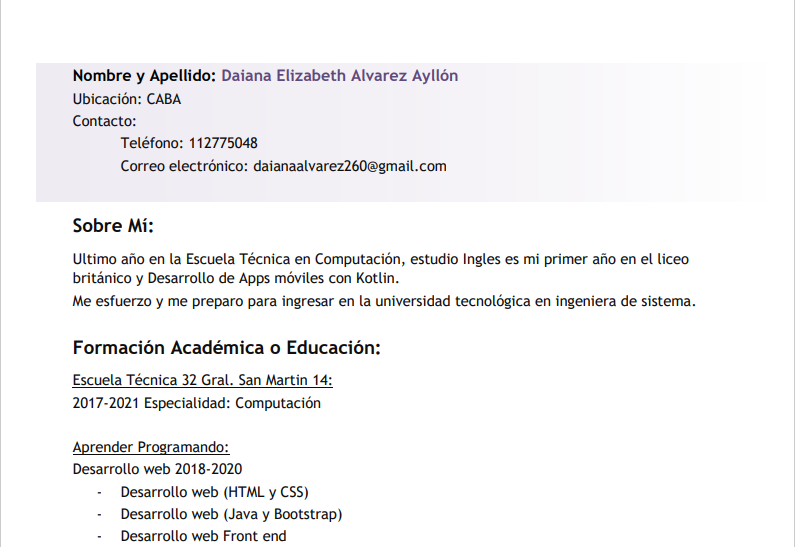 Nombre y Apellido: Daiana Elizabeth Alvarez Ayllón
Ubicación: CABA
Contacto:
Teléfono: 112775048
Correo electrónico: daianaalvarez260@gmail.com
Sobre Mí:
Ultimo año en la Escuela Técnica en Computación, estudio Ingles es mi primer año en el liceo
británico y Desarrollo de Apps móviles con Kotlin.
Me esfuerzo y me preparo para ingresar en la universidad tecnológica en ingeniera de sistema.
Formación Académica o Educación:
Escuela Técnica 32 Gral. San Martin 14:
2017-2021 Especialidad: Computación
Aprender Programando:
Desarrollo web 2018-2020
- Desarrollo web (HTML y CSS)
- Desarrollo web (Java y Bootstrap)
- Desarrollo web Front end